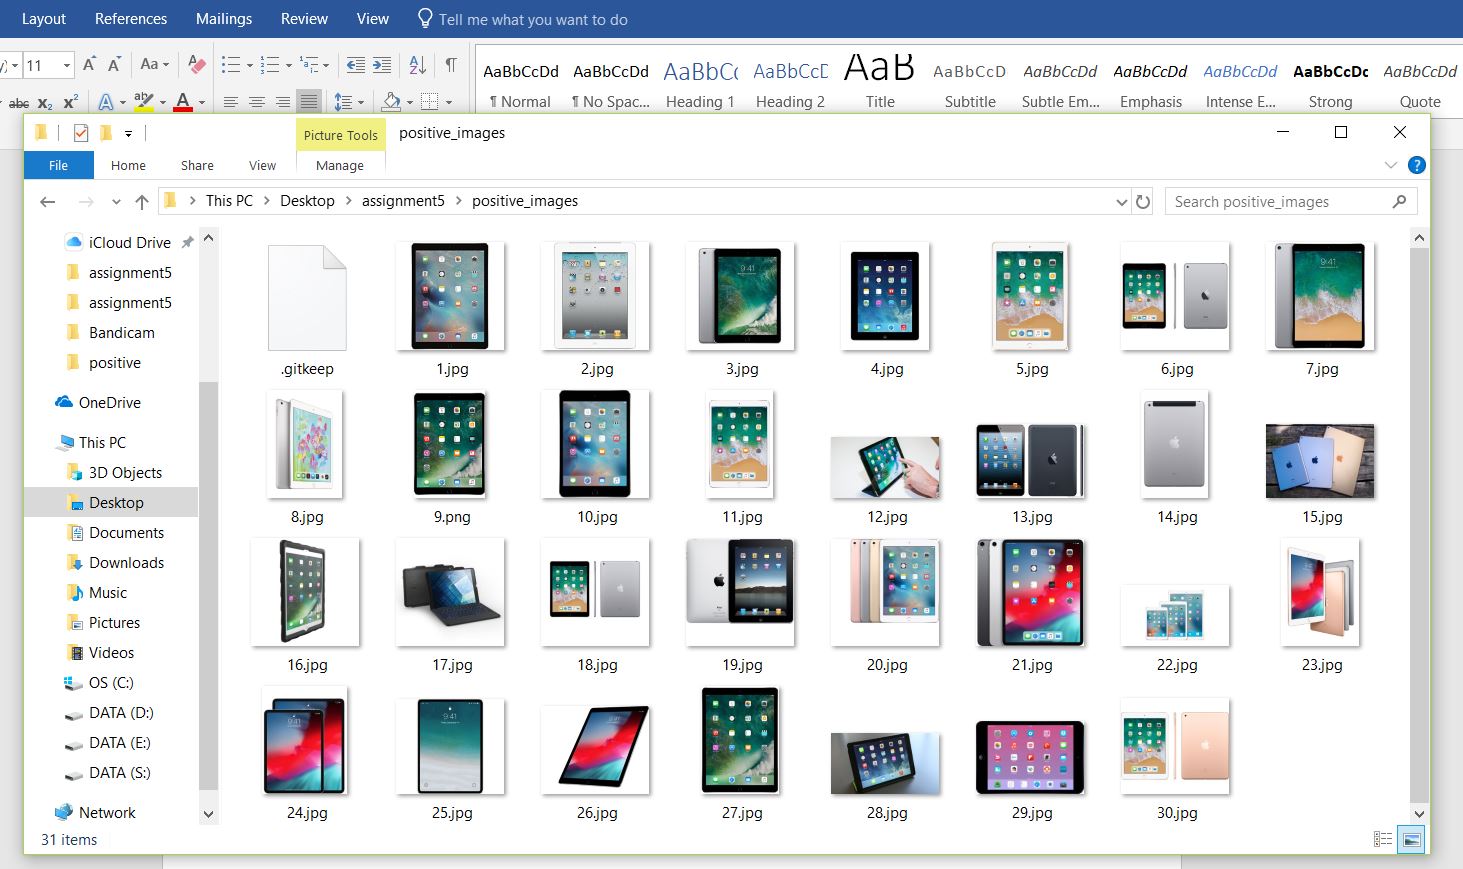 Layout References Mailings Review View Tell me what you want to do
11 Aa A AaBbCcDd AaBbCcDd AaBbCc AaBbCcD AaB AaBbCcD AaBbCcDd AaBbCcDd AaBbCcDd AaBbCcDc AaBbCcDd
abc X₂ X² A ab A ¶ Normal ¶ No Spac... Heading 1 Heading 2 Title Subtitle Subtle Em... Emphasis Intense E... Strong Quote
Picture Tools positive_images
File Home Share View Manage
This PC > Desktop > assignment5 > positive_images Search positive_images
iCloud Drive
assignment5
assignment5
Bandicam
positive
OneDrive
This PC
3D Objects
Desktop
Documents
Downloads
Music
Pictures
Videos
OS (C:)
DATA (D:)
DATA (E:)
DATA (S:)
Network
.gitkeep 1.jpg 2.jpg 3.jpg 4.jpg 5.jpg 6.jpg 7.jpg
8.jpg 9.png 10.jpg 11.jpg 12.jpg 13.jpg 14.jpg 15.jpg
16.jpg 17.jpg 18.jpg 19.jpg 20.jpg 21.jpg 22.jpg 23.jpg
24.jpg 25.jpg 26.jpg 27.jpg 28.jpg 29.jpg 30.jpg
31 items